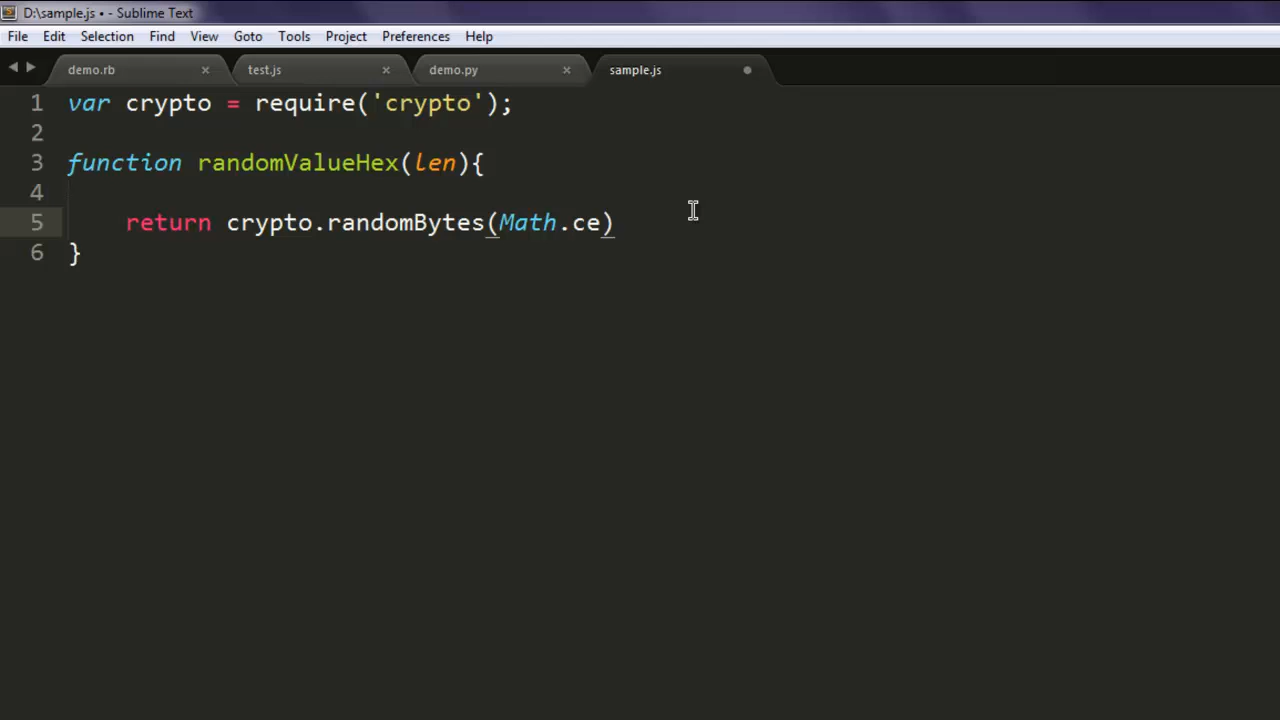 D:\sample.js • - Sublime Text
File Edit Selection Find View Goto Tools Project Preferences Help
demo.rb × test.js × demo.py × sample.js
1 var crypto = require('crypto');
2
3 function randomValueHex(len){
4
5 return crypto.randomBytes(Math.ce)
6 }